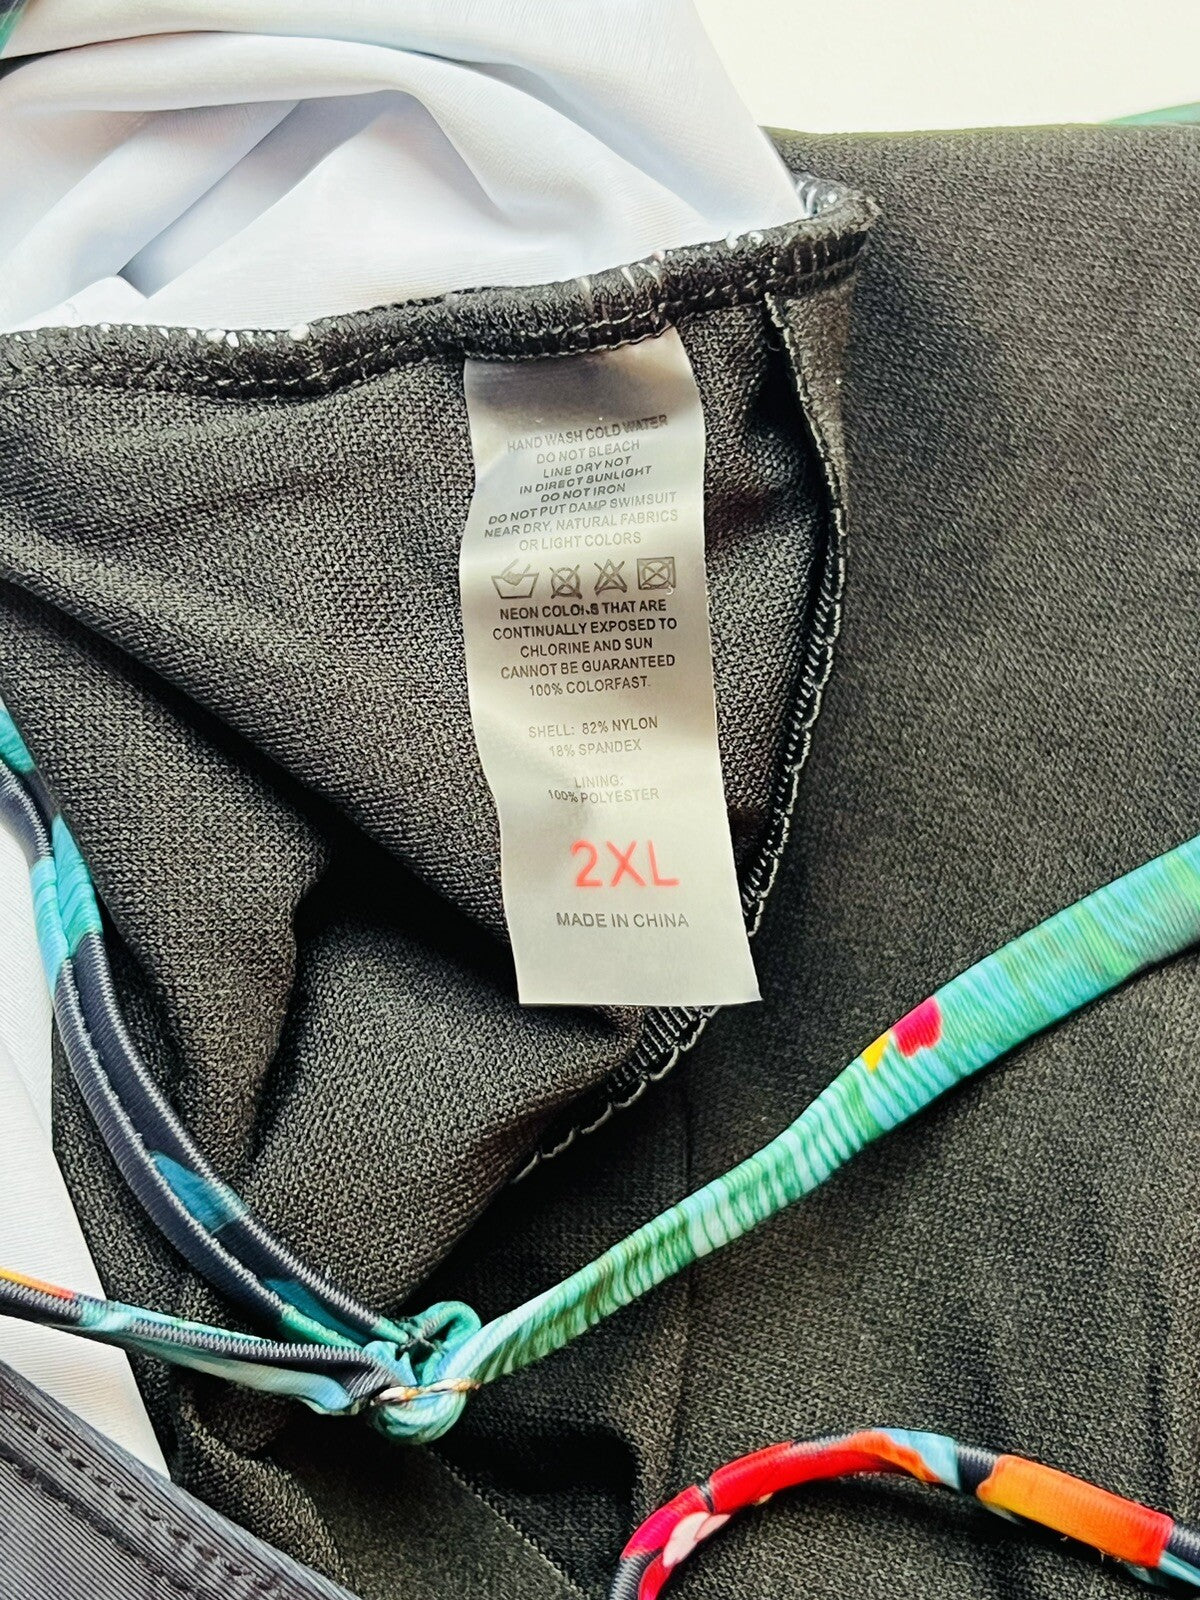 HAND WASH COLD WATER
DO NOT BLEACH
LINE DRY NOT
IN DIRECT SUNLIGHT
DO NOT IRON
DO NOT PUT DAMP SWIMSUIT
NEAR DRY, NATURAL FABRICS
OR LIGHT COLORS
NEON COLORS THAT ARE
CONTINUALLY EXPOSED TO
CHLORINE AND SUN
CANNOT BE GUARANTEED
100% COLORFAST.
SHELL: 82% NYLON
18% SPANDEX
LINING:
100% POLYESTER
2XL
MADE IN CHINA